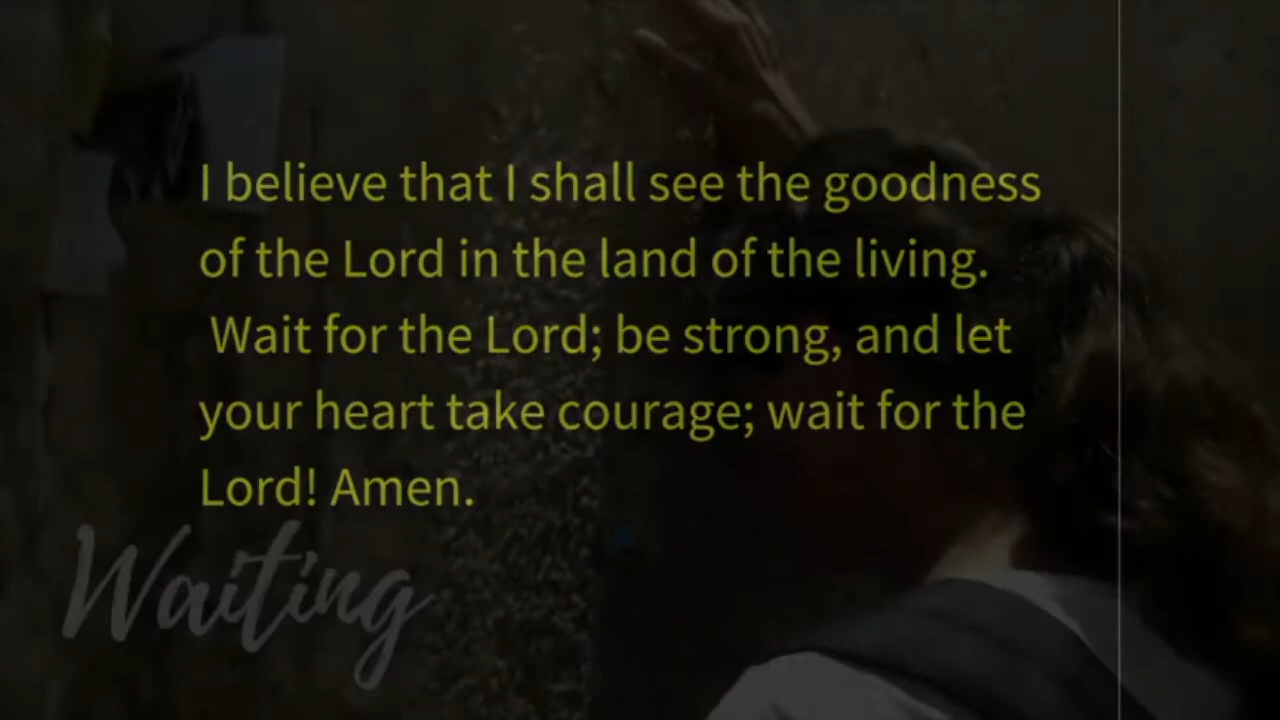 I believe that I shall see the goodness
of the Lord in the land of the living.
Wait for the Lord; be strong, and let
your heart take courage; wait for the
Lord! Amen.
Waiting